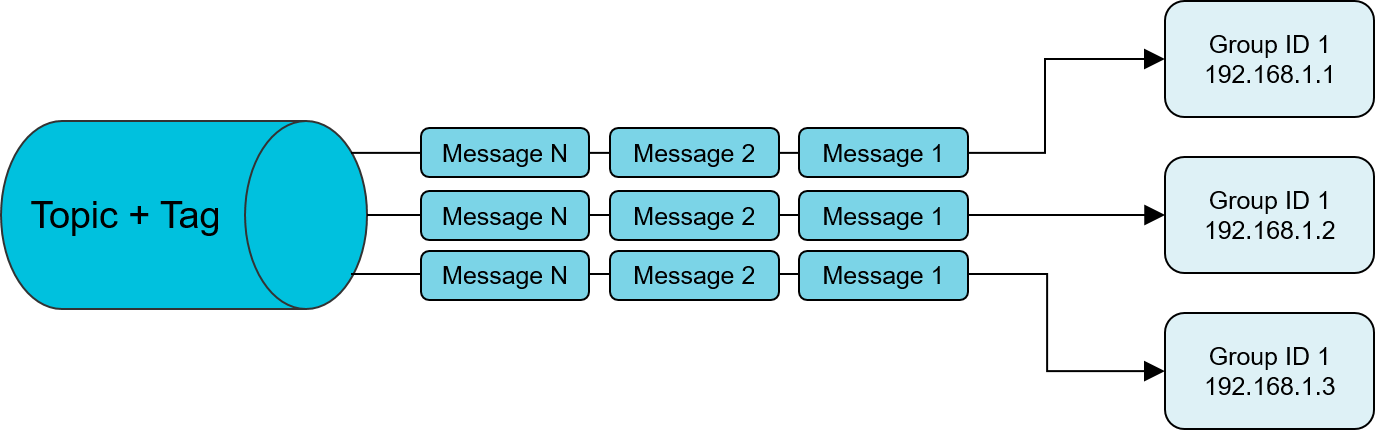 Topic + Tag
Message N
Message 2
Message 1
Message N
Message 2
Message 1
Message N
Message 2
Message 1
Group ID 1
192.168.1.1
Group ID 1
192.168.1.2
Group ID 1
192.168.1.3